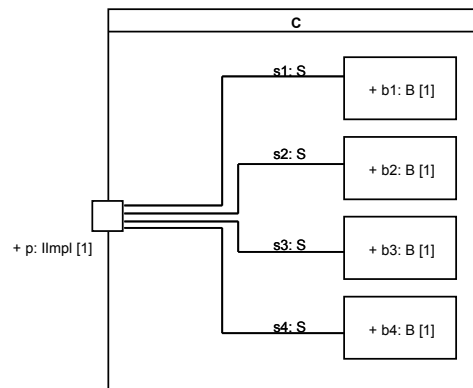 C
s1: S
+ b1: B [1]
s2: S
+ b2: B [1]
+ p: IImpl [1]
s3: S
+ b3: B [1]
s4: S
+ b4: B [1]